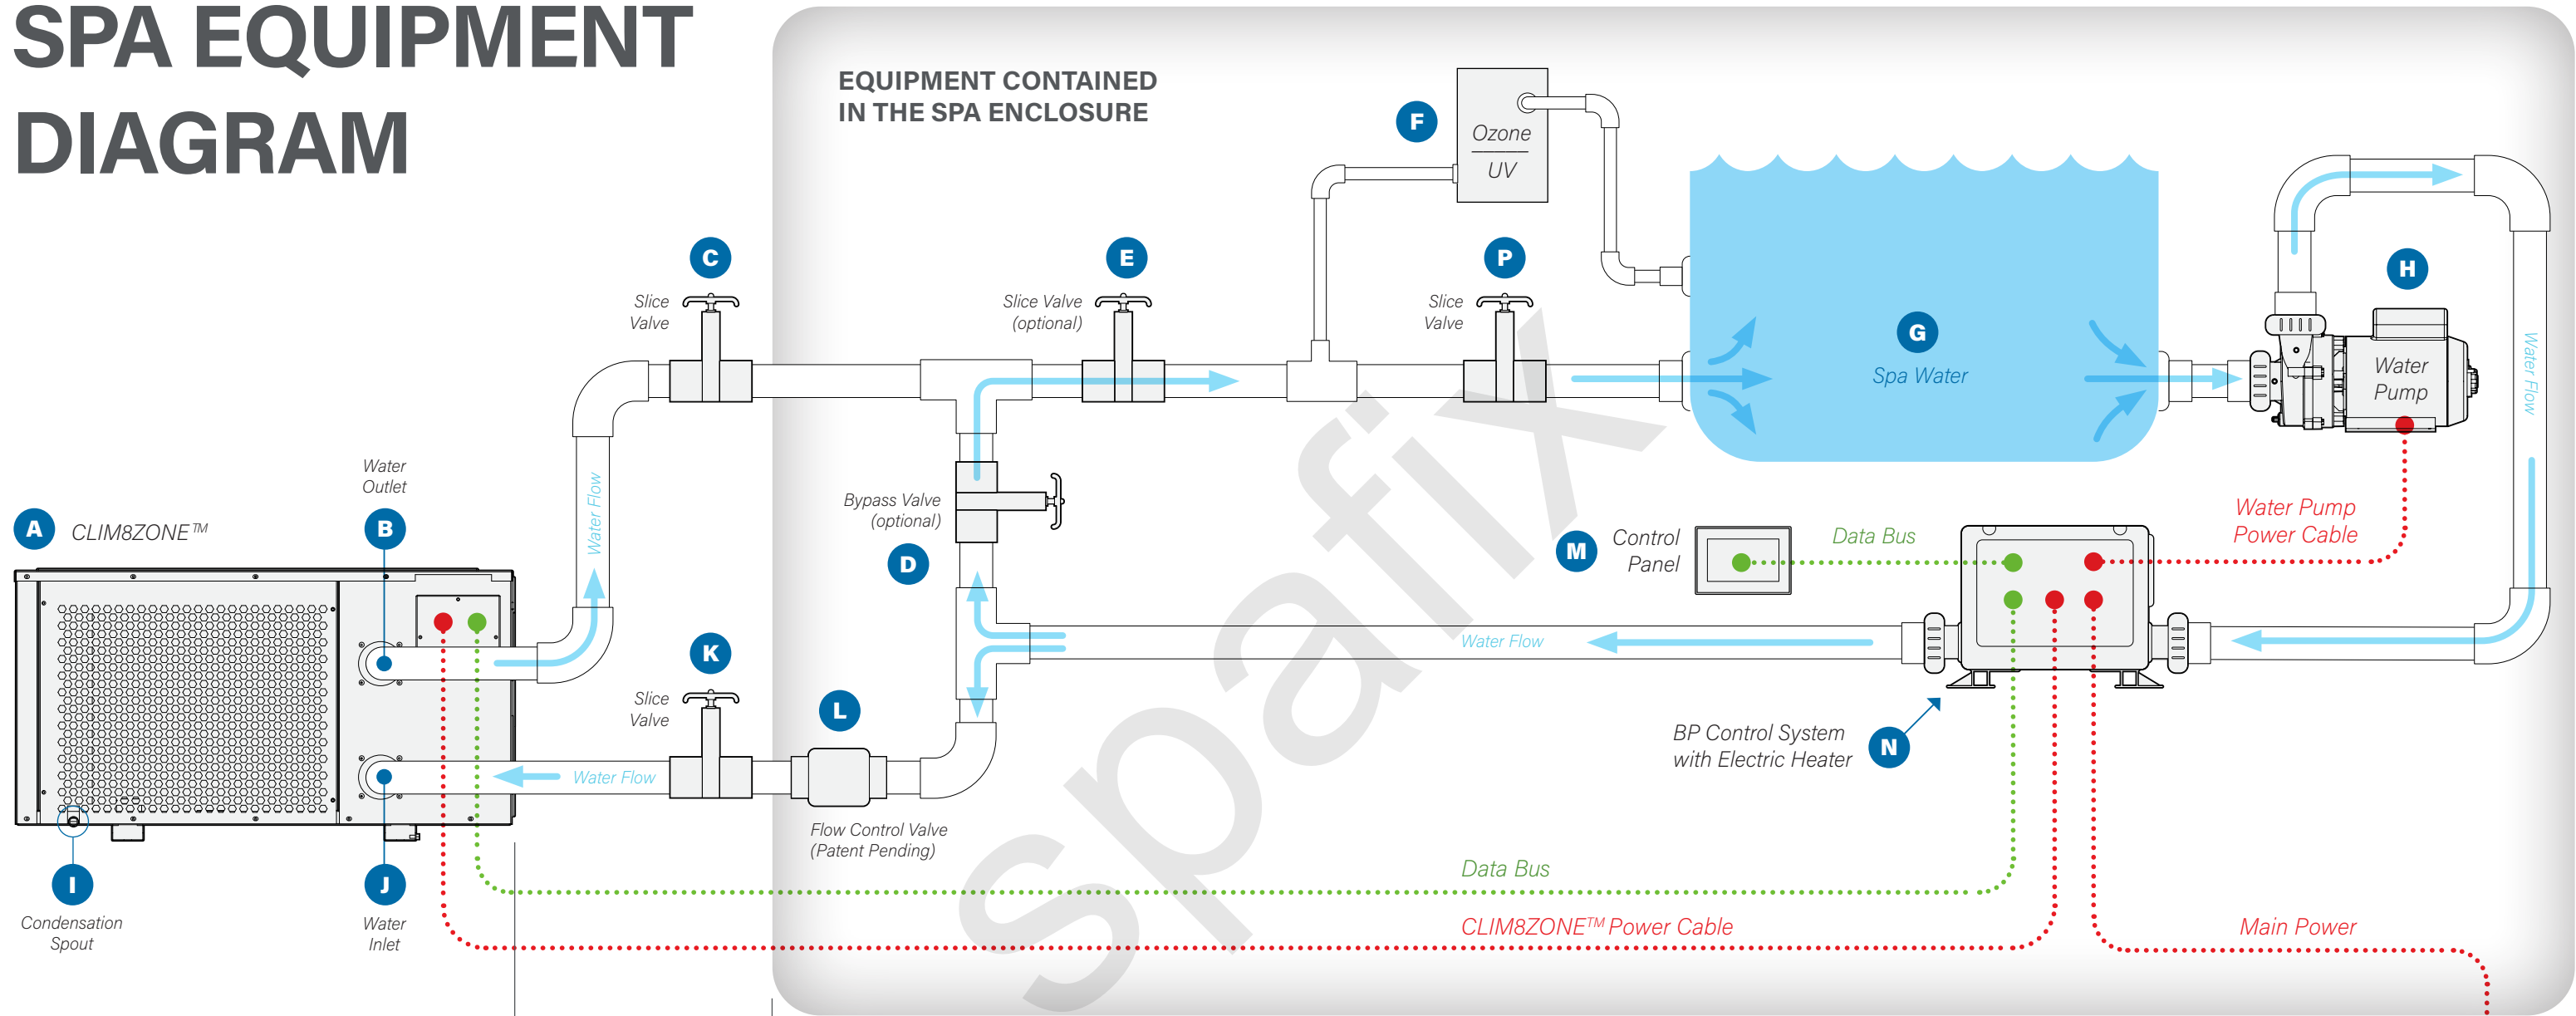 SPA EQUIPMENT
DIAGRAM
EQUIPMENT CONTAINED
IN THE SPA ENCLOSURE
F
Ozone
UV
C
Slice
Valve
E
Slice Valve
(optional)
P
Slice
Valve
G
Spa Water
H
Water
Pump
Water Flow
A
CLIM8ZONE™
Water
Outlet
B
Water Flow
Bypass Valve
(optional)
D
M
Control
Panel
Data Bus
Water Pump
Power Cable
Water Flow
K
Slice
Valve
L
Flow Control Valve
(Patent Pending)
Water Flow
BP Control System
with Electric Heater
N
I
Condensation
Spout
J
Water
Inlet
Data Bus
CLIM8ZONE™ Power Cable
Main Power
spafix